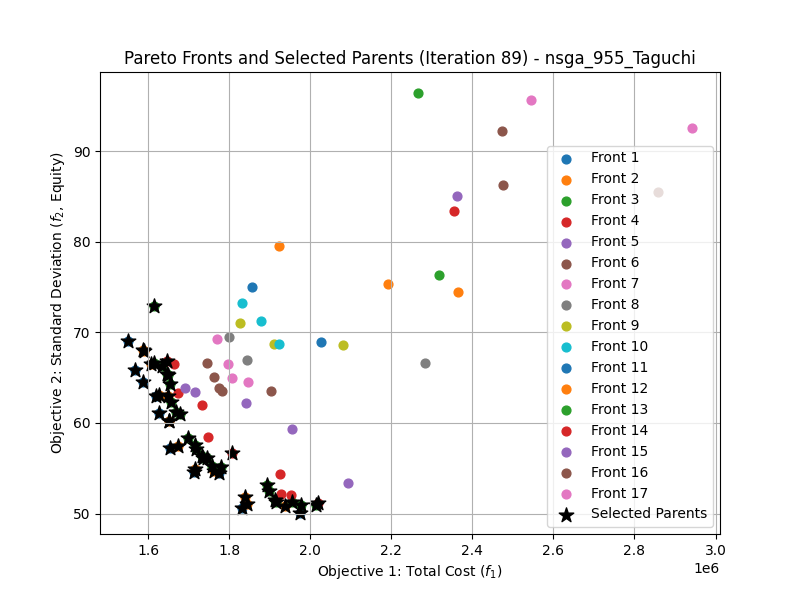 Pareto Fronts and Selected Parents (Iteration 89) - nsga_955_Taguchi
Objective 2: Standard Deviation (f₂, Equity)
90
80
70
60
50
Front 1
Front 2
Front 3
Front 4
Front 5
Front 6
Front 7
Front 8
Front 9
Front 10
Front 11
Front 12
Front 13
Front 14
Front 15
Front 16
Front 17
Selected Parents
1.6 1.8 2.0 2.2 2.4 2.6 2.8 3.0
1e6
Objective 1: Total Cost (f₁)